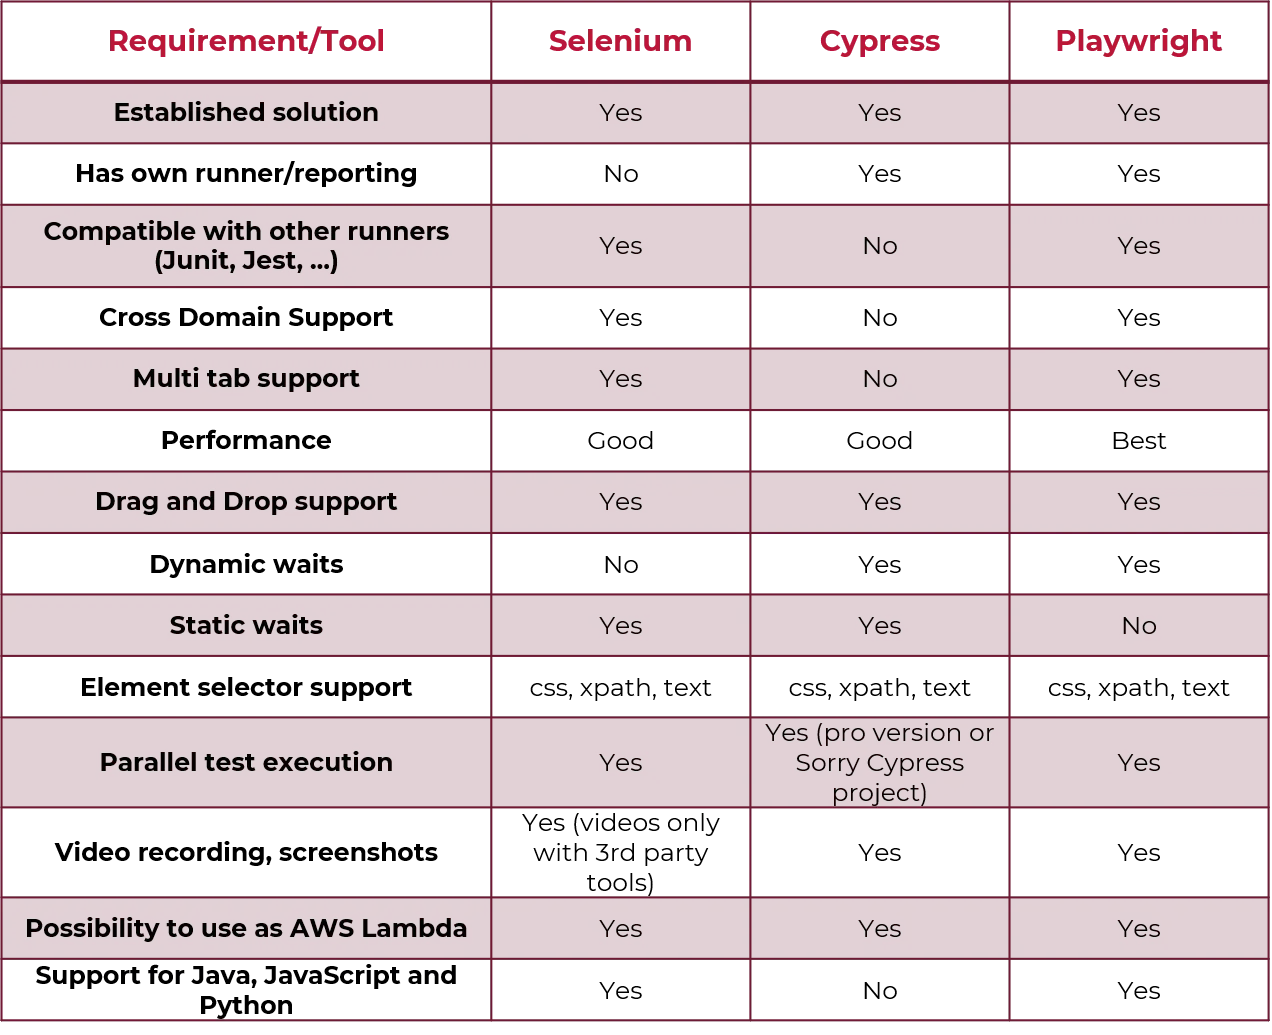 Requirement/Tool Selenium Cypress Playwright
Established solution Yes Yes Yes
Has own runner/reporting No Yes Yes
Compatible with other runners
(Junit, Jest, ...) Yes No Yes
Cross Domain Support Yes No Yes
Multi tab support Yes No Yes
Performance Good Good Best
Drag and Drop support Yes Yes Yes
Dynamic waits No Yes Yes
Static waits Yes Yes No
Element selector support css, xpath, text css, xpath, text css, xpath, text
Parallel test execution Yes Yes (pro version or
Sorry Cypress
project) Yes
Video recording, screenshots Yes (videos only
with 3rd party
tools) Yes Yes
Possibility to use as AWS Lambda Yes Yes Yes
Support for Java, JavaScript and
Python Yes No Yes